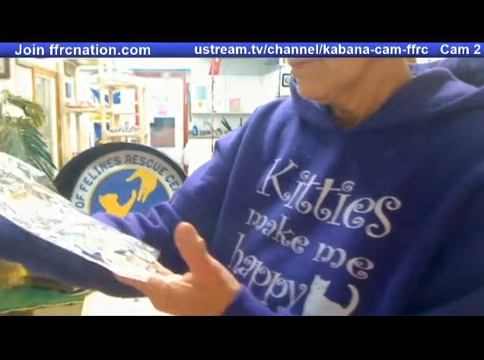 Join ffrcnation.com ustream.tv/channel/kabana-cam-ffrc Cam 2
OF FELINES RESCUE CE
Kitties
make me
happy